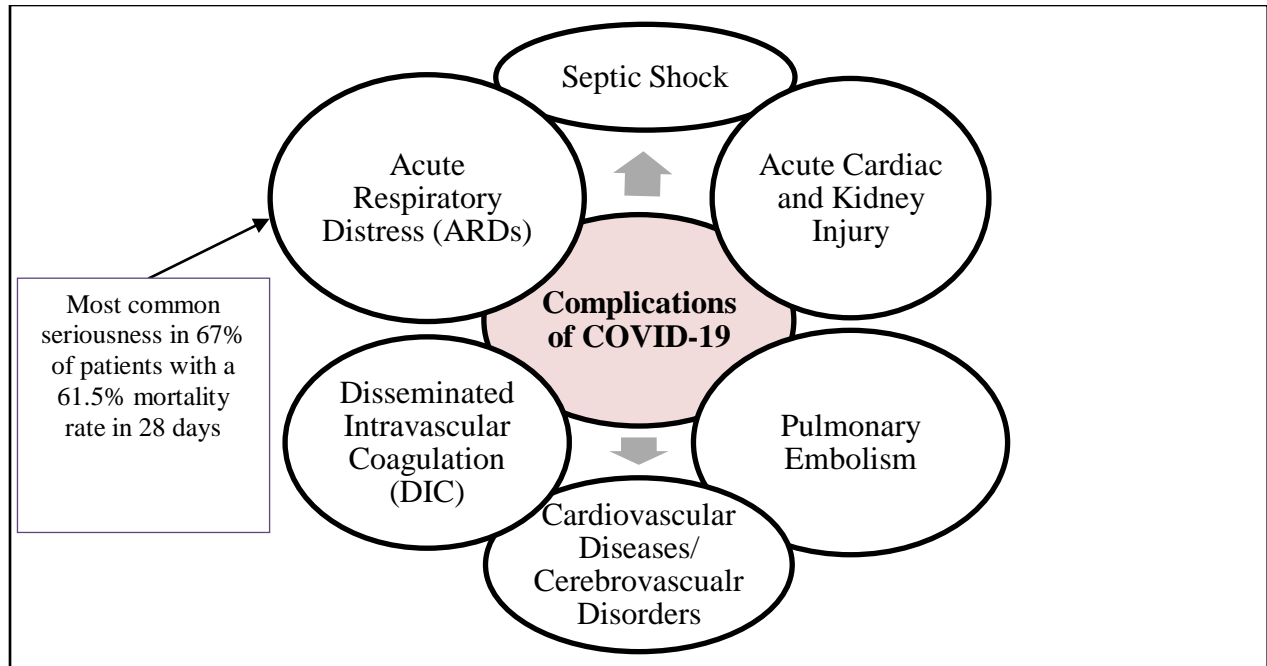 Septic Shock
Acute
Respiratory
Distress (ARDs)
Acute Cardiac
and Kidney
Injury
Most common
seriousness in 67%
of patients with a
61.5% mortality
rate in 28 days
Complications
of COVID-19
Disseminated
Intravascular
Coagulation
(DIC)
Pulmonary
Embolism
Cardiovascular
Diseases/
Cerebrovascualr
Disorders